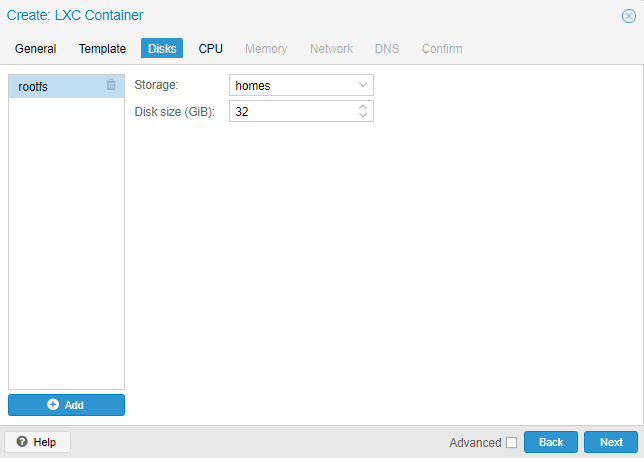 Create: LXC Container
General Template Disks CPU Memory Network DNS Confirm
rootfs
Storage: homes
Disk size (GiB): 32
Add
Help Advanced Back Next